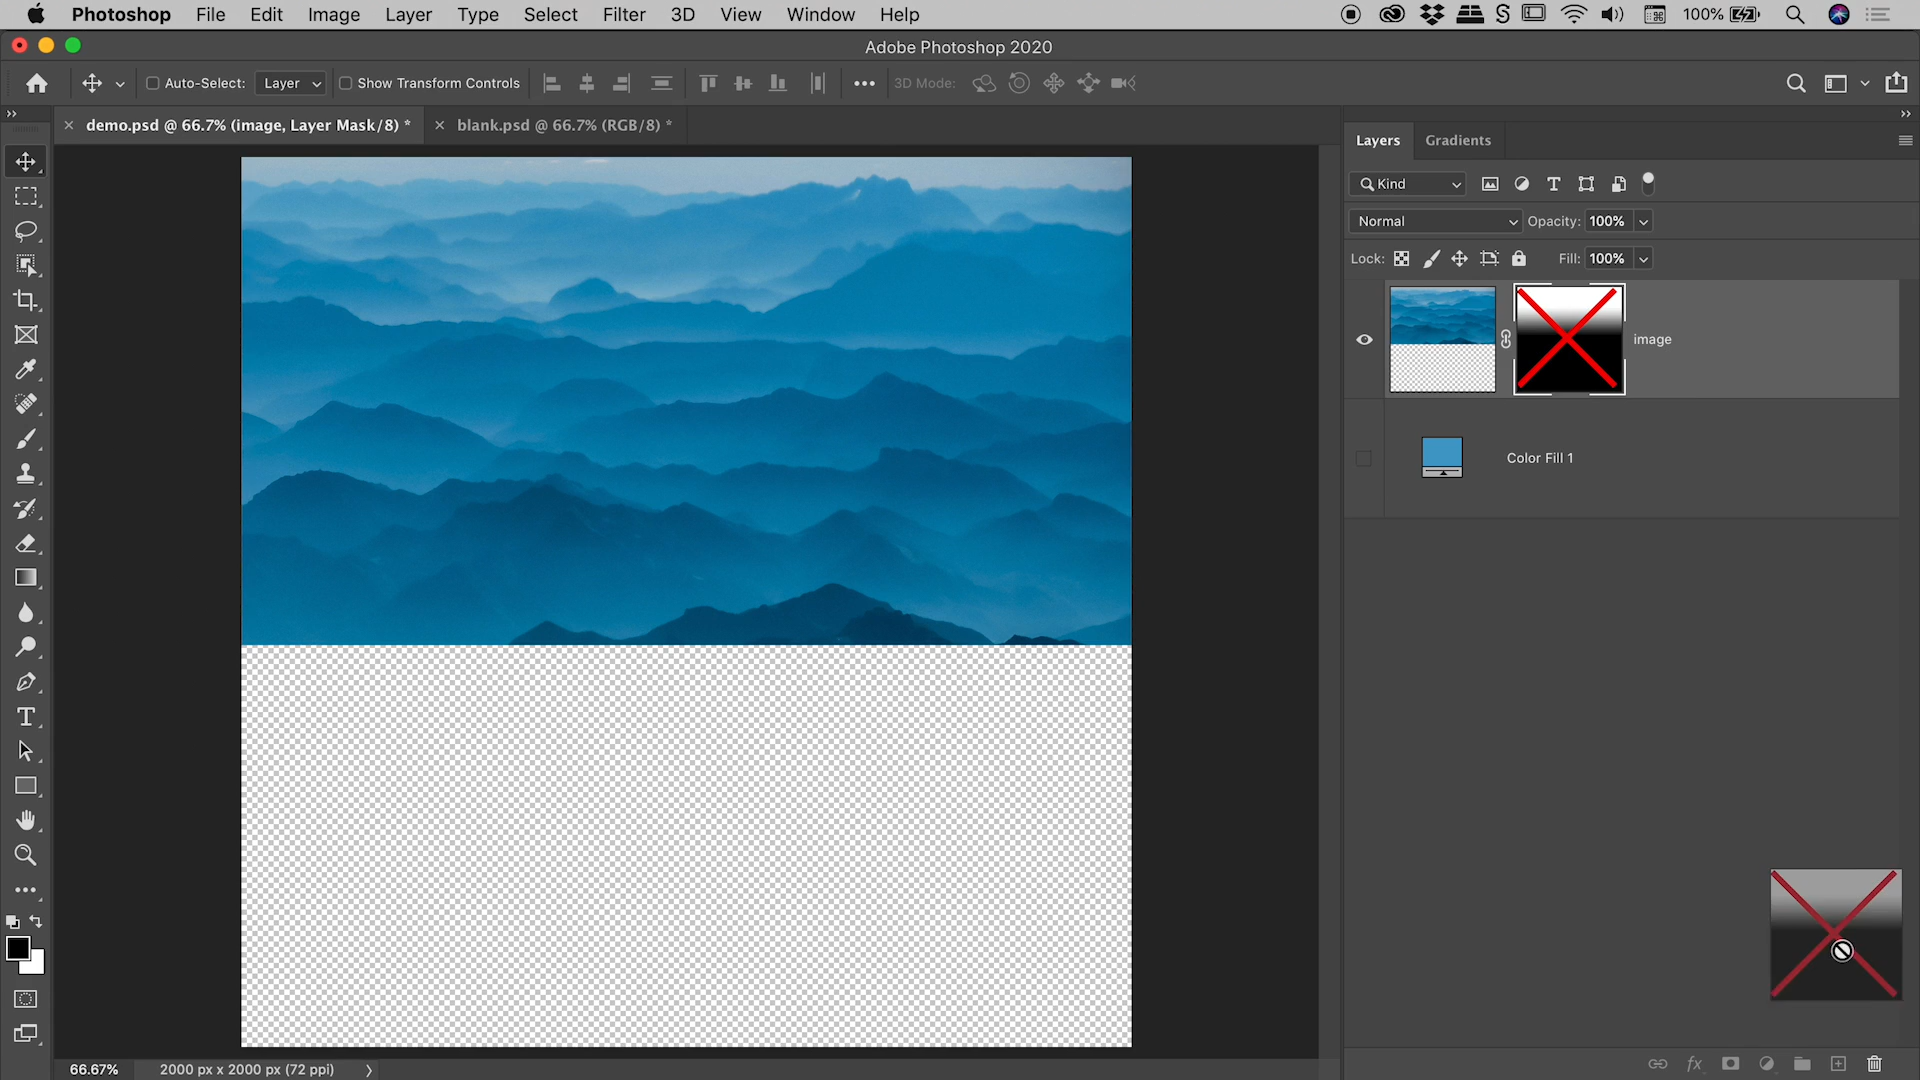 Photoshop File Edit Image Layer Type Select Filter 3D View Window Help 100%
Adobe Photoshop 2020
Auto-Select: Layer Show Transform Controls 3D Mode:
demo.psd @ 66.7% (image, Layer Mask/8) * blank.psd @ 66.7% (RGB/8) *
Layers Gradients
Kind
Normal Opacity: 100%
Lock: Fill: 100%
image
Color Fill 1
fx
66.67% 2000 px x 2000 px (72 ppi)